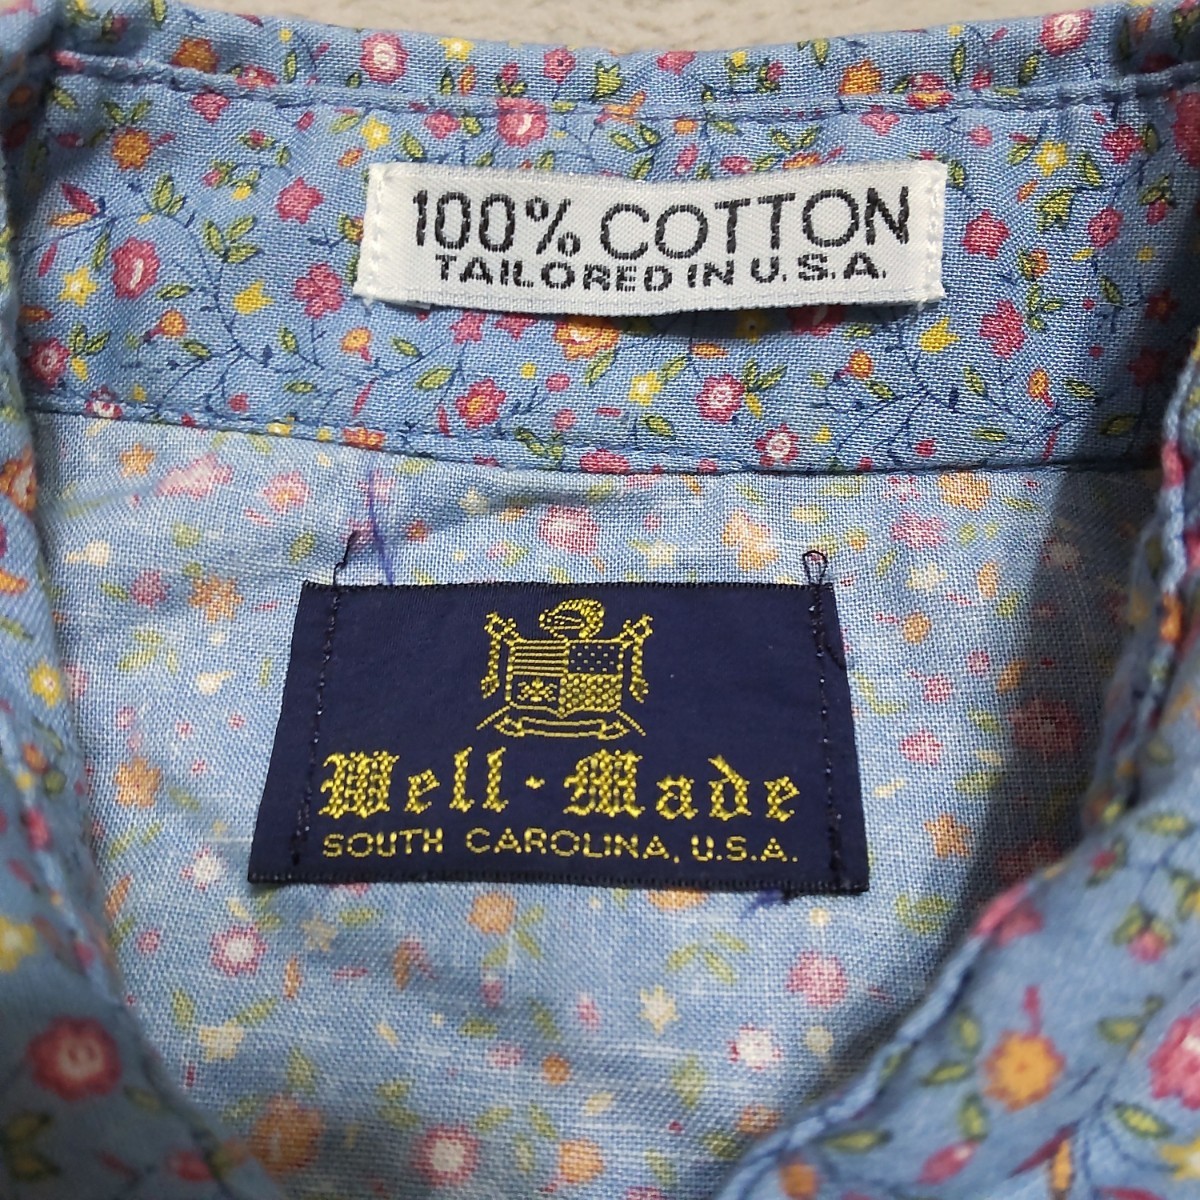 100% COTTON
TAILORED IN U.S.A.
Well-Made
SOUTH CAROLINA, U.S.A.